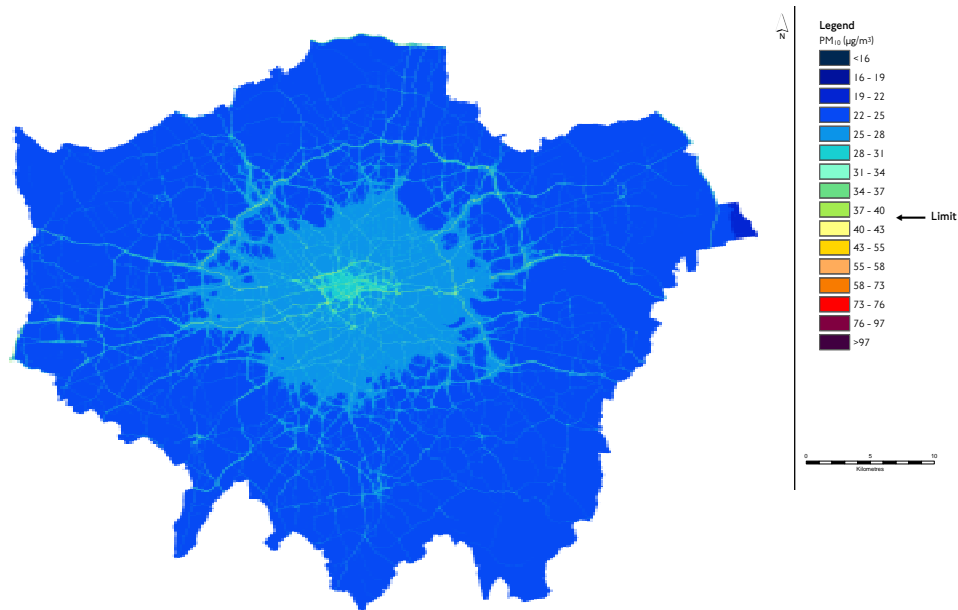 N
Legend
PM₁₀ (µg/m³)
<16
16 - 19
19 - 22
22 - 25
25 - 28
28 - 31
31 - 34
34 - 37
37 - 40
40 - 43
43 - 55
55 - 58
58 - 73
73 - 76
76 - 97
>97
Limit
0 5 10
Kilometres